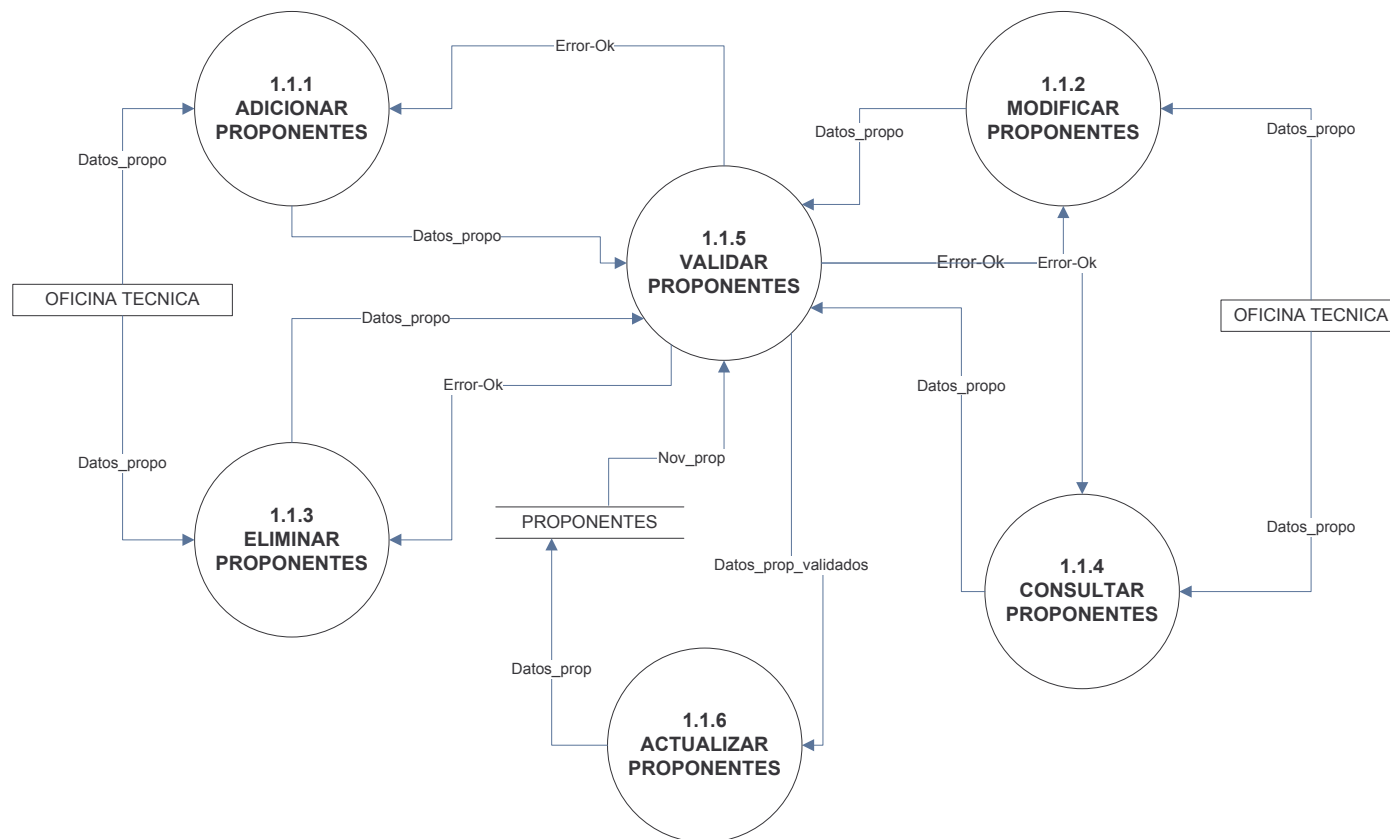 Error-Ok
1.1.1
ADICIONAR
PROPONENTES
1.1.2
MODIFICAR
PROPONENTES
Datos_propo
Datos_propo
Datos_propo
Datos_propo
1.1.5
VALIDAR
PROPONENTES
Error-Ok
Error-Ok
OFICINA TECNICA
OFICINA TECNICA
Datos_propo
Error-Ok
Datos_propo
Datos_propo
Nov_prop
1.1.3
ELIMINAR
PROPONENTES
PROPONENTES
Datos_propo
Datos_prop_validados
1.1.4
CONSULTAR
PROPONENTES
Datos_prop
1.1.6
ACTUALIZAR
PROPONENTES